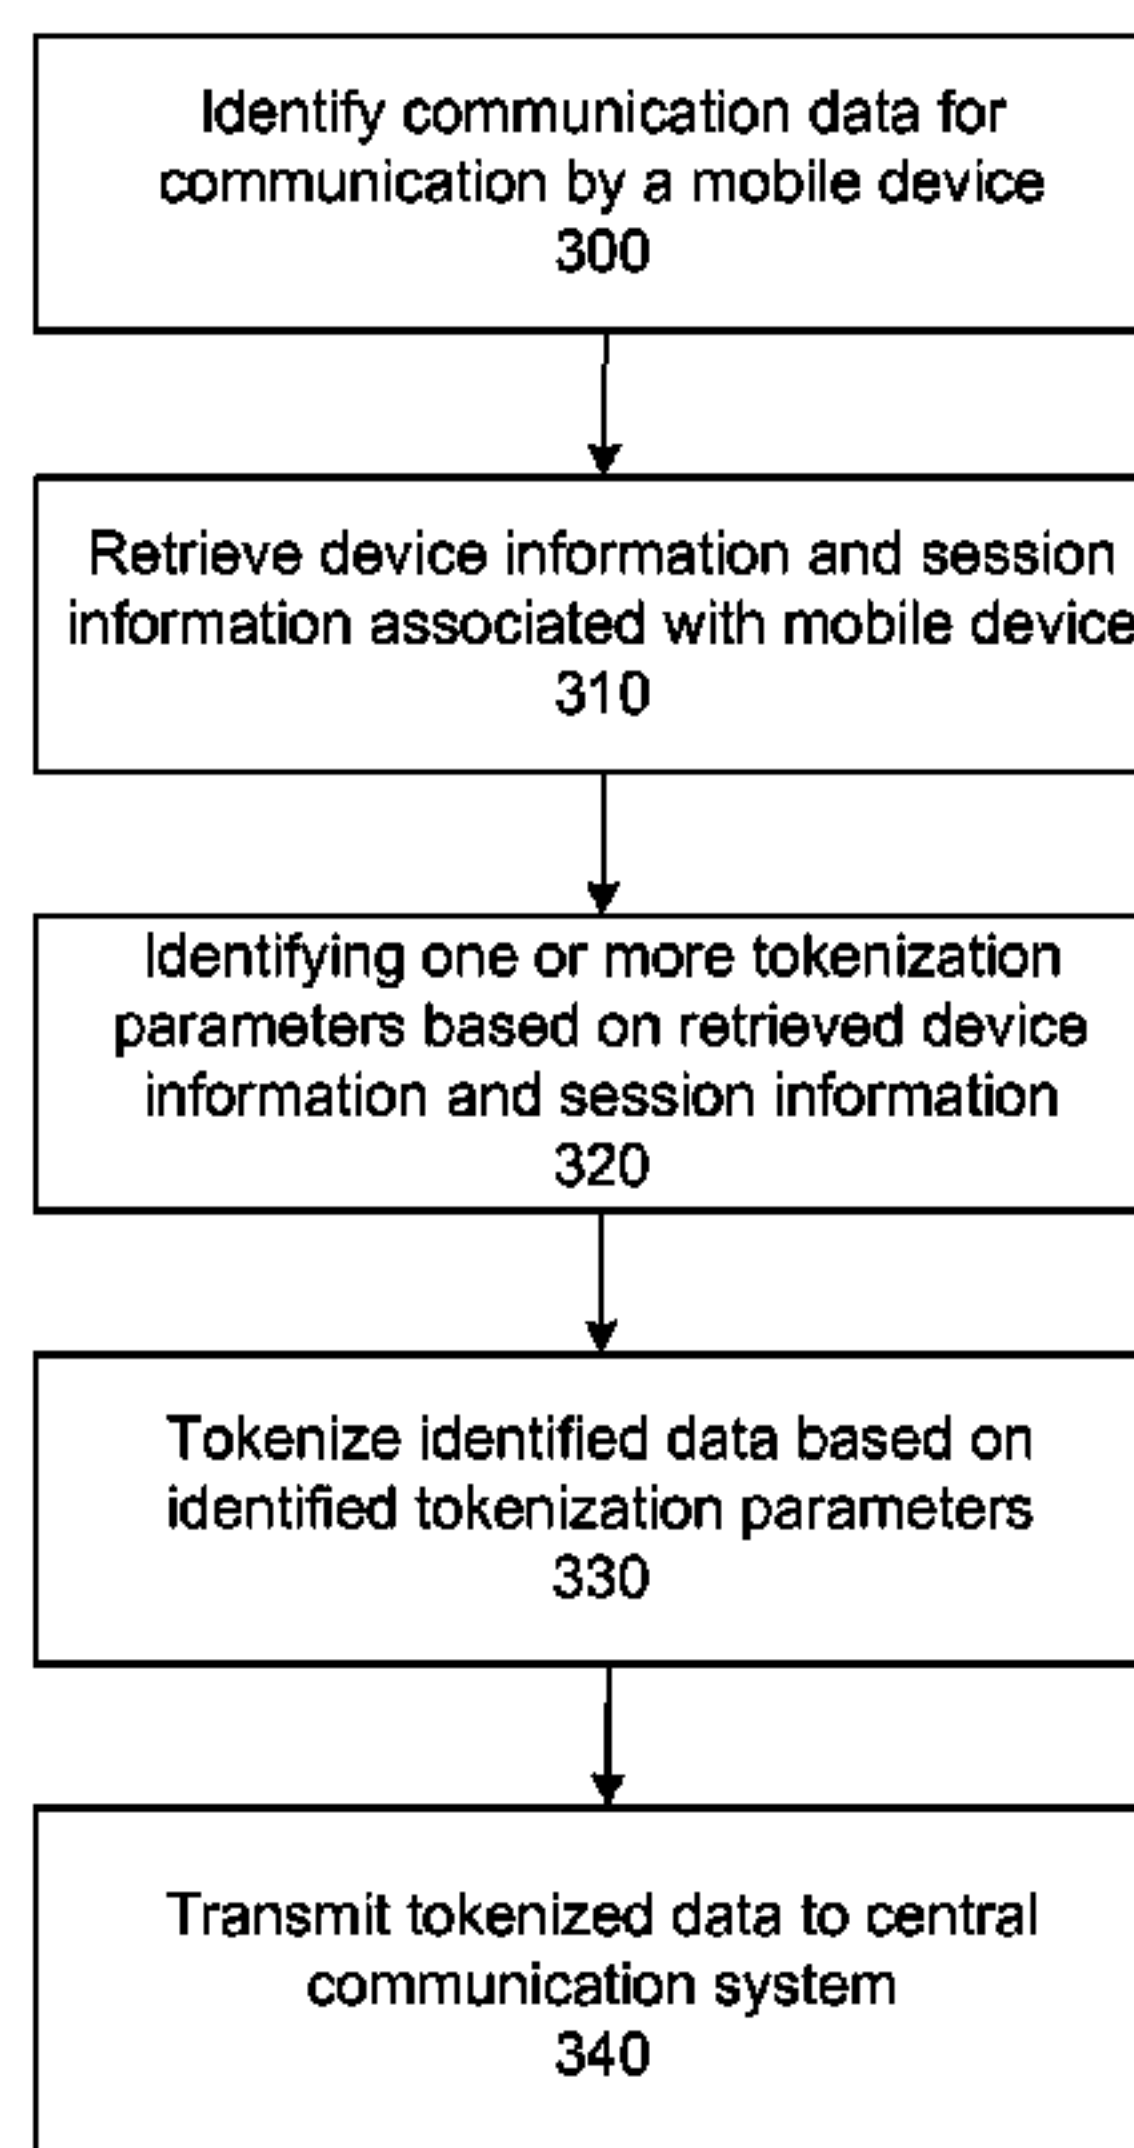 Identify communication data for
communication by a mobile device
300
Retrieve device information and session
information associated with mobile device
310
Identifying one or more tokenization
parameters based on retrieved device
information and session information
320
Tokenize identified data based on
identified tokenization parameters
330
Transmit tokenized data to central
communication system
340